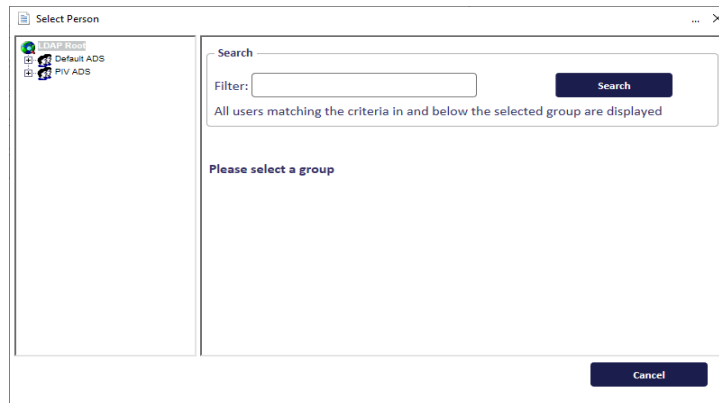 Select Person
...
LDAP Root
Default ADS
PIV ADS
Search
Filter:
Search
All users matching the criteria in and below the selected group are displayed
Please select a group
Cancel